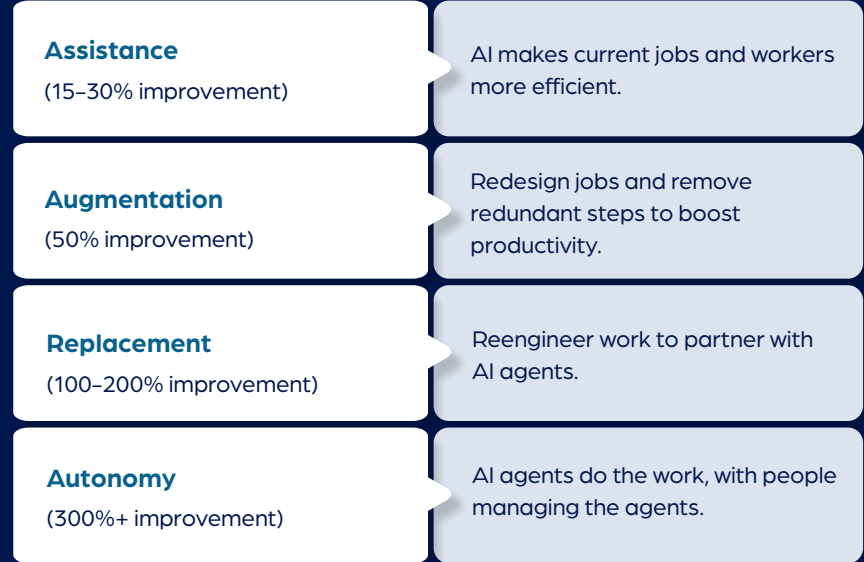 Assistance
(15-30% improvement)
AI makes current jobs and workers
more efficient.
Augmentation
(50% improvement)
Redesign jobs and remove
redundant steps to boost
productivity.
Replacement
(100-200% improvement)
Reengineer work to partner with
AI agents.
Autonomy
(300%+ improvement)
AI agents do the work, with people
managing the agents.